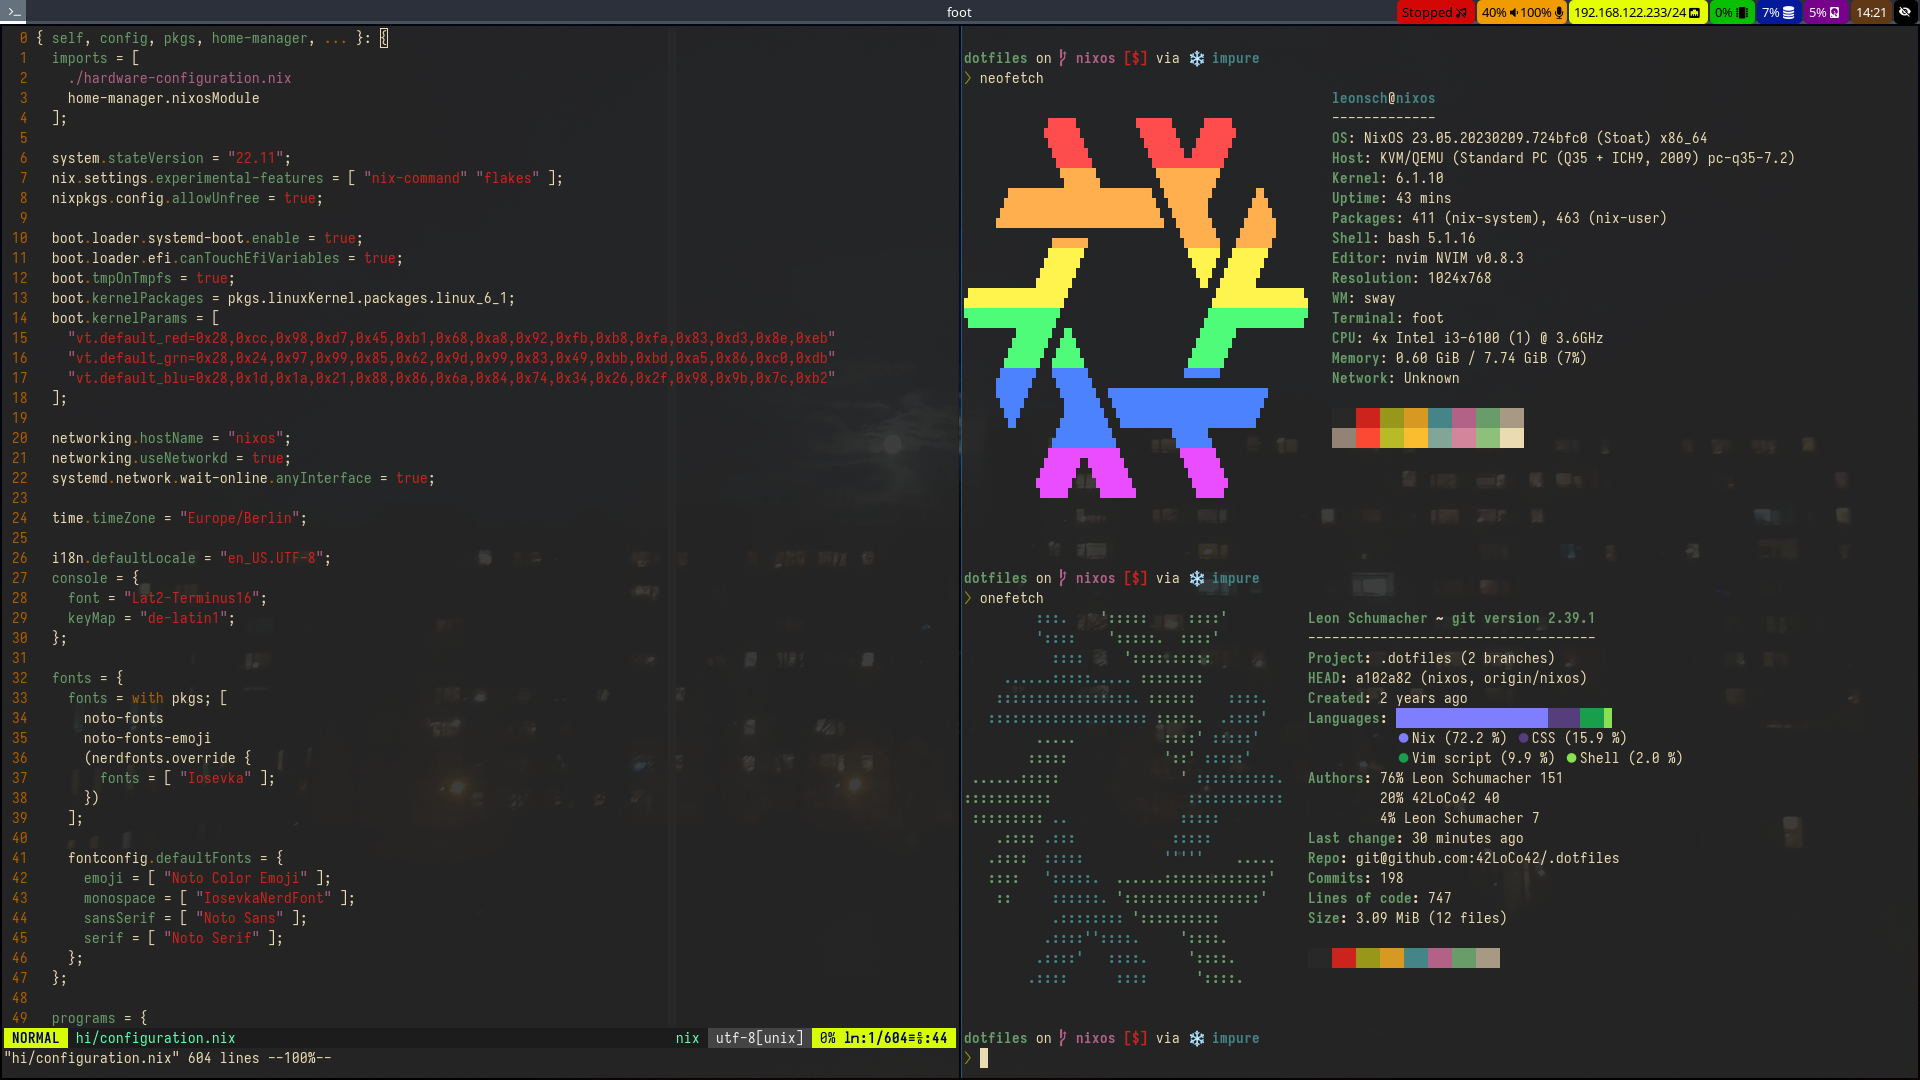 foot
Stopped
40% 100%
192.168.122.233/24
0%
7%
5%
14:21
0 { self, config, pkgs, home-manager, ... }: {
1 imports = [
2 ./hardware-configuration.nix
3 home-manager.nixosModule
4 ];
5
6 system.stateVersion = "22.11";
7 nix.settings.experimental-features = [ "nix-command" "flakes" ];
8 nixpkgs.config.allowUnfree = true;
9
10 boot.loader.systemd-boot.enable = true;
11 boot.loader.efi.canTouchEfiVariables = true;
12 boot.tmpOnTmpfs = true;
13 boot.kernelPackages = pkgs.linuxKernel.packages.linux_6_1;
14 boot.kernelParams = [
15 "vt.default_red=0x28,0xcc,0x98,0xd7,0x45,0xb1,0x68,0xa8,0x92,0xfb,0xb8,0xfa,0x83,0xd3,0x8e,0xeb"
16 "vt.default_grn=0x28,0x24,0x97,0x99,0x85,0x62,0x9d,0x99,0x83,0x49,0xbb,0xbd,0xa5,0x86,0xc0,0xdb"
17 "vt.default_blu=0x28,0x1d,0x1a,0x21,0x88,0x86,0x6a,0x84,0x74,0x34,0x26,0x2f,0x98,0x9b,0x7c,0xb2"
18 ];
19
20 networking.hostName = "nixos";
21 networking.useNetworkd = true;
22 systemd.network.wait-online.anyInterface = true;
23
24 time.timeZone = "Europe/Berlin";
25
26 i18n.defaultLocale = "en_US.UTF-8";
27 console = {
28 font = "Lat2-Terminus16";
29 keyMap = "de-latin1";
30 };
31
32 fonts = {
33 fonts = with pkgs; [
34 noto-fonts
35 noto-fonts-emoji
36 (nerdfonts.override {
37 fonts = [ "Iosevka" ];
38 })
39 ];
40
41 fontconfig.defaultFonts = {
42 emoji = [ "Noto Color Emoji" ];
43 monospace = [ "IosevkaNerdFont" ];
44 sansSerif = [ "Noto Sans" ];
45 serif = [ "Noto Serif" ];
46 };
47 };
48
49 programs = {
NORMAL hi/configuration.nix nix utf-8[unix] 0% ln:1/604≡℅:44
"hi/configuration.nix" 604 lines --100%--
dotfiles on nixos [$] via ❄️ impure
❯ neofetch
leonsch@nixos
-------------
OS: NixOS 23.05.20230209.724bfc0 (Stoat) x86_64
Host: KVM/QEMU (Standard PC (Q35 + ICH9, 2009) pc-q35-7.2)
Kernel: 6.1.10
Uptime: 43 mins
Packages: 411 (nix-system), 463 (nix-user)
Shell: bash 5.1.16
Editor: nvim NVIM v0.8.3
Resolution: 1024x768
WM: sway
Terminal: foot
CPU: 4x Intel i3-6100 (1) @ 3.6GHz
Memory: 0.60 GiB / 7.74 GiB (7%)
Network: Unknown
dotfiles on nixos [$] via ❄️ impure
❯ onefetch
Leon Schumacher ~ git version 2.39.1
------------------------------------
Project: .dotfiles (2 branches)
HEAD: a102a82 (nixos, origin/nixos)
Created: 2 years ago
Languages:
Nix (72.2 %) CSS (15.9 %)
Vim script (9.9 %) Shell (2.0 %)
Authors: 76% Leon Schumacher 151
20% 42LoCo42 40
4% Leon Schumacher 7
Last change: 30 minutes ago
Repo: git@github.com:42LoCo42/.dotfiles
Commits: 198
Lines of code: 747
Size: 3.09 MiB (12 files)
dotfiles on nixos [$] via ❄️ impure
❯